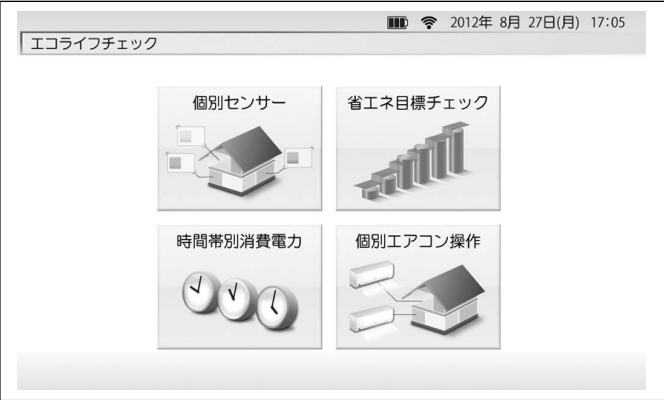 2012年 8月 27日(月) 17:05
エコライフチェック
個別センサー
省エネ目標チェック
時間帯別消費電力
個別エアコン操作